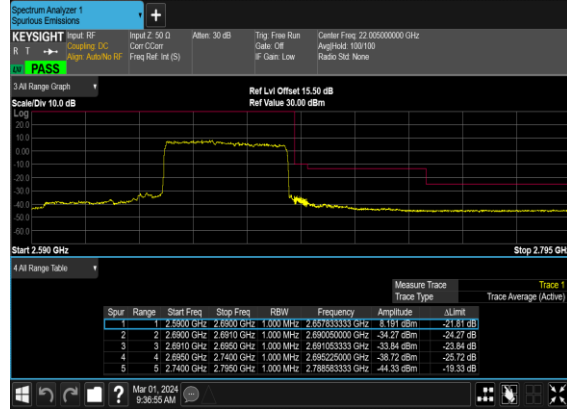 Spectrum Analyzer 1
Spurious Emissions
+
KEYSIGHT Input: RF Input Z: 50 Ω Atten: 30 dB Trig: Free Run Center Freq: 22.005000000 GHz
R T Coupling: DC Corr CCorr Gate: Off Avg|Hold: 100/100
Align: Auto/No RF Freq Ref: Int (S) IF Gain: Low Radio Std: None
PASS
3 All Range Graph Ref Lvl Offset 15.50 dB
Scale/Div 10.0 dB Ref Value 30.00 dBm
Log
20.0
10.0
0.00
-10.0
-20.0
-30.0
-40.0
-50.0
-60.0
Start 2.590 GHz Stop 2.795 GHz
4 All Range Table
Measure Trace Trace 1
Trace Type Trace Average (Active)
Spur Range Start Freq Stop Freq RBW Frequency Amplitude ΔLimit
1 1 2.5900 GHz 2.6900 GHz 1.000 MHz 2.657833333 GHz 8.191 dBm -21.81 dB
2 2 2.6900 GHz 2.6910 GHz 1.000 MHz 2.690050000 GHz -34.27 dBm -24.27 dB
3 3 2.6910 GHz 2.6950 GHz 1.000 MHz 2.691053333 GHz -33.84 dBm -23.84 dB
4 4 2.6950 GHz 2.7400 GHz 1.000 MHz 2.695225000 GHz -38.72 dBm -25.72 dB
5 5 2.7400 GHz 2.7950 GHz 1.000 MHz 2.788583333 GHz -44.33 dBm -19.33 dB
? Mar 01, 2024
9:36:55 AM